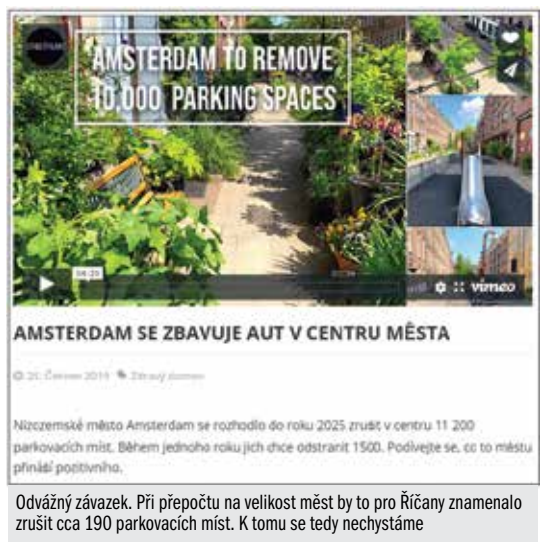 AMSTERDAM TO REMOVE
10.000 PARKING SPACES
vimeo
AMSTERDAM SE ZBAVUJE AUT V CENTRU MĚSTA
Červen 2019
Nizozemské město Amsterdam se rozhodlo do roku 2025 zrušit v centru 11 200
parkovacích míst. Během jednoho roku jich chce odstranit 1500. Podívejte se, co to městu
přináší pozitivního.
Odvážný závazek. Při přepočtu na velikost měst by to pro Říčany znamenalo
zrušit cca 190 parkovacích míst. K tomu se tedy nechystáme